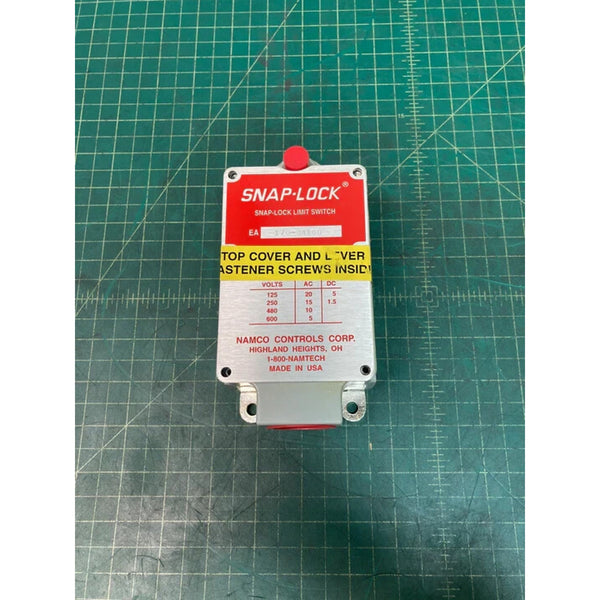 SNAP-LOCK®
SNAP-LOCK LIMIT SWITCH
EA
TOP COVER AND LEVER
FASTENER SCREWS INSIDE
VOLTS AC DC
125 20 5
250 15 1.5
480 10
600 5
NAMCO CONTROLS CORP.
HIGHLAND HEIGHTS, OH
1-800-NAMTECH
MADE IN USA